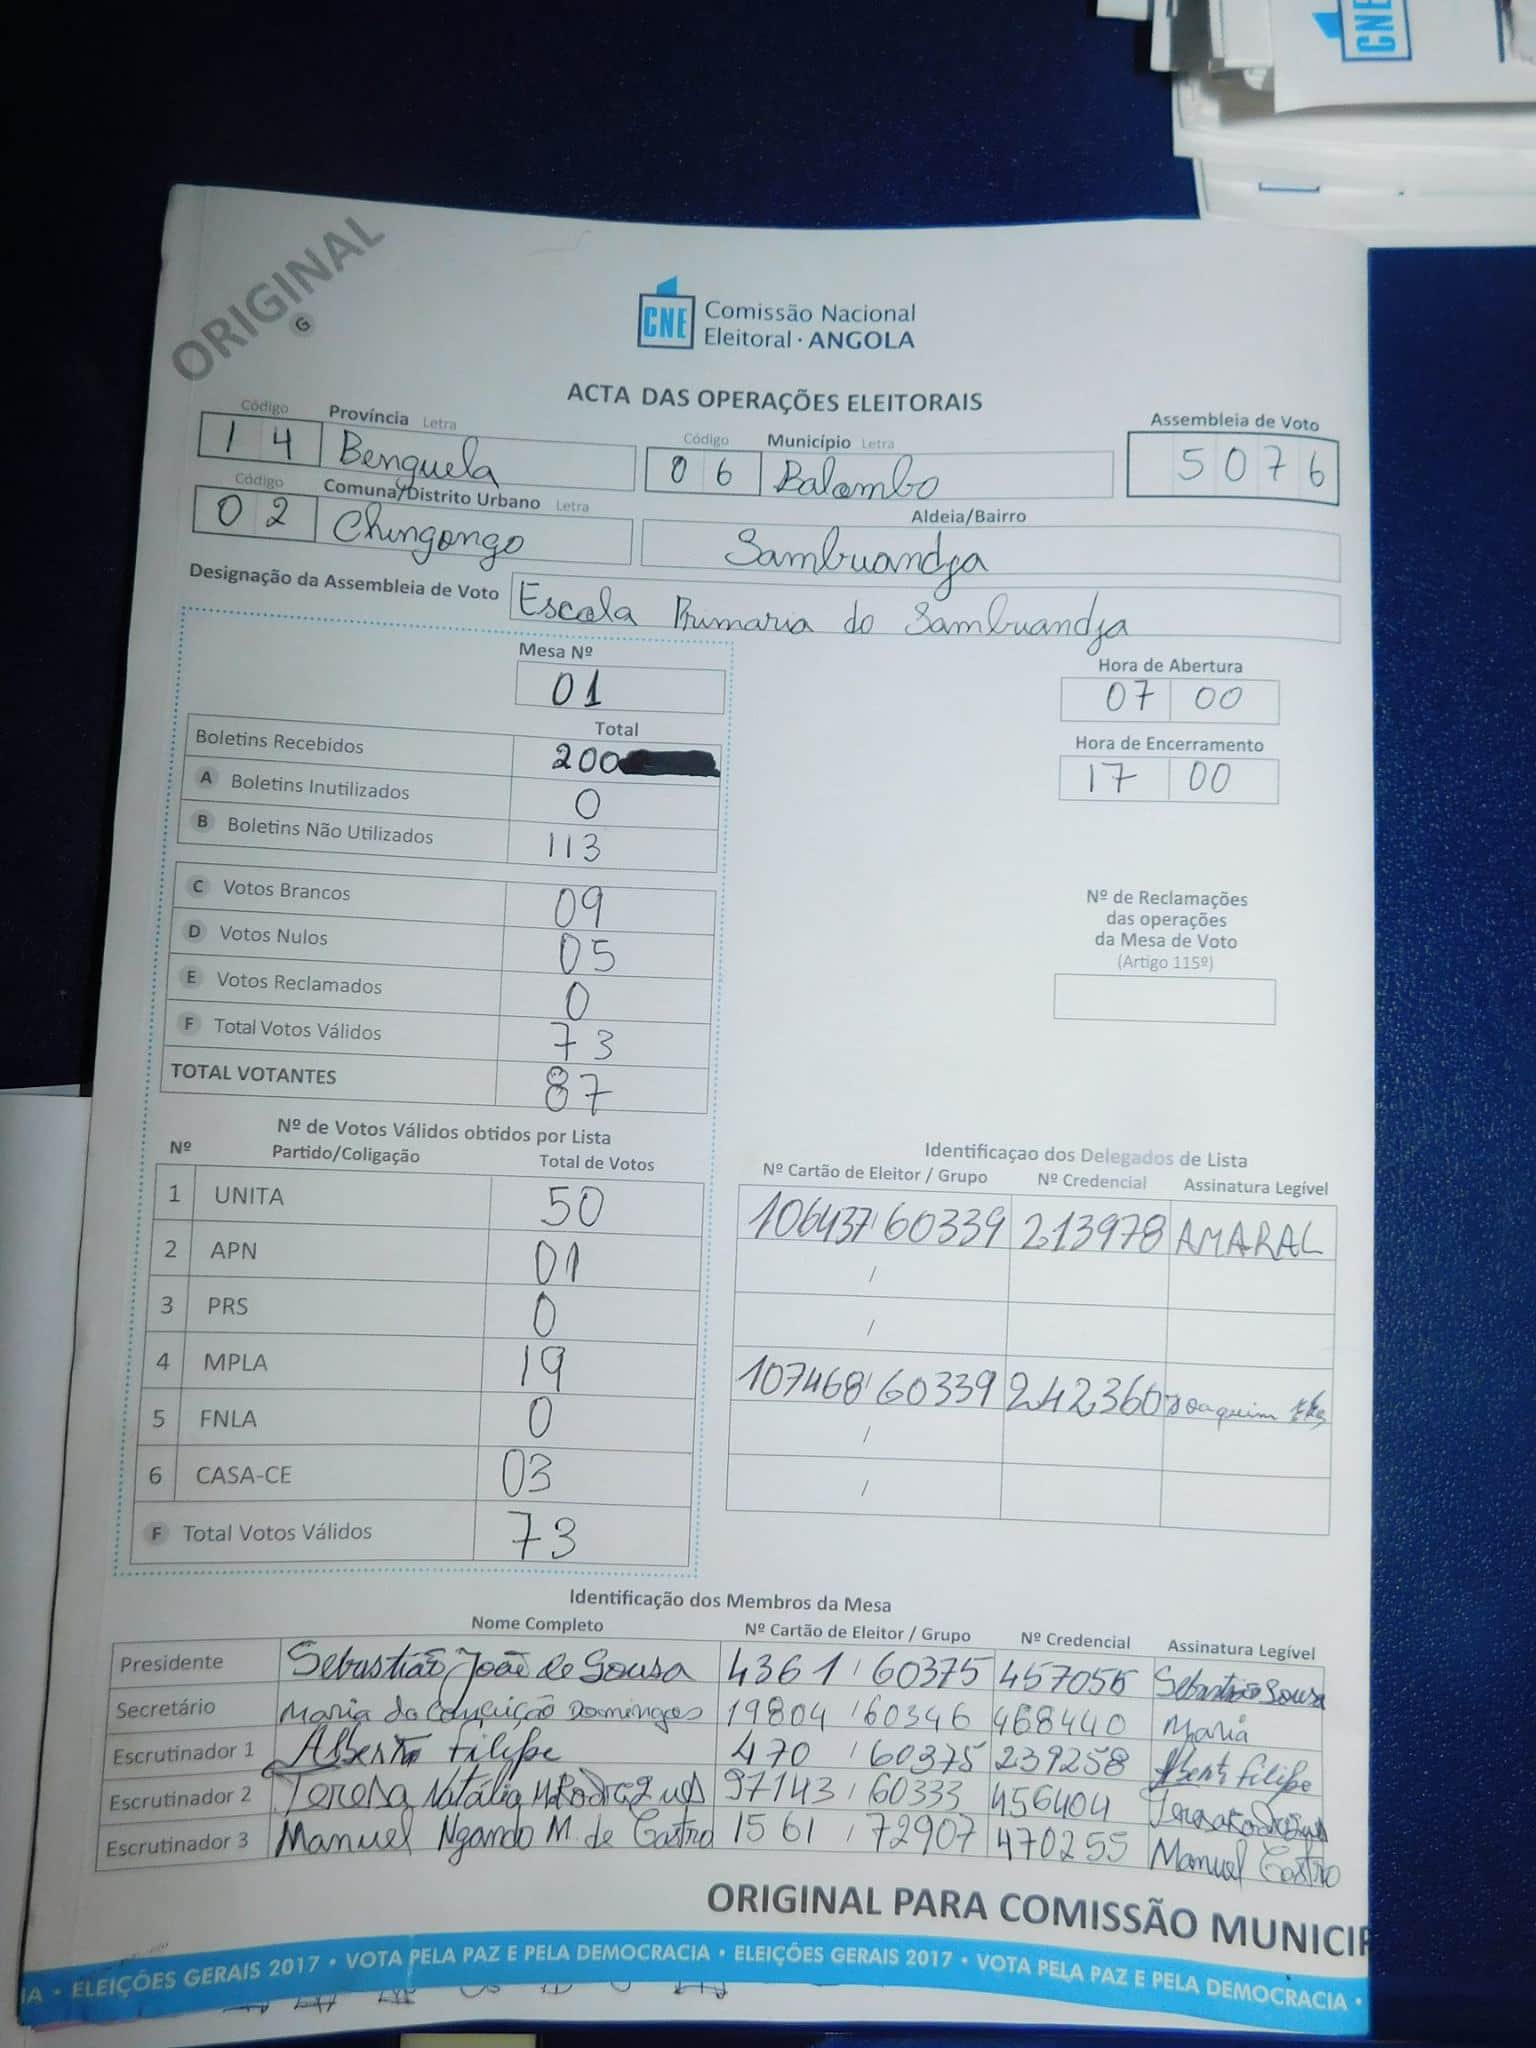 CNE
ORIGINAL
G
CNE Comissão Nacional
Eleitoral · ANGOLA
ACTA DAS OPERAÇÕES ELEITORAIS
Código Província Letra Código Município Letra Assembleia de Voto
14 Benguela 06 Balombo 5076
Código Comuna/Distrito Urbano Letra Aldeia/Bairro
02 Chingongo Sambuandja
Designação da Assembleia de Voto Escola Primaria do Sambuandja
Mesa Nº Hora de Abertura
01 07 00
Total Hora de Encerramento
Boletins Recebidos 200 17 00
A Boletins Inutilizados 0
B Boletins Não Utilizados 113
C Votos Brancos 09
D Votos Nulos 05
E Votos Reclamados 0
F Total Votos Válidos 73
TOTAL VOTANTES 87
Nº de Reclamações
das operações
da Mesa de Voto
(Artigo 115º)
Nº de Votos Válidos obtidos por Lista
Nº Partido/Coligação Total de Votos
1 UNITA 50
2 APN 01
3 PRS 0
4 MPLA 19
5 FNLA 0
6 CASA-CE 03
F Total Votos Válidos 73
Identificaçao dos Delegados de Lista
Nº Cartão de Eleitor / Grupo Nº Credencial Assinatura Legível
106437/60339 213978 AMARAL
/
/
107468/60339 242360 Joaquim
/
/
Identificação dos Membros da Mesa
Nome Completo Nº Cartão de Eleitor / Grupo Nº Credencial Assinatura Legível
Presidente Sebastião João de Sousa 4361/60375 457055 Sebastião Sousa
Secretário Maria da Conceição Domingos 19804/60346 468440 Maria
Escrutinador 1 Alberto Filipe 470/60375 239258 Filipe
Escrutinador 2 Teresa Natália M. Rodrigues 97143/60333 456404
Escrutinador 3 Manuel Ngando M. de Castro 1561/72907 470255 Manuel Castro
ORIGINAL PARA COMISSÃO MUNICIP
IA • ELEIÇÕES GERAIS 2017 • VOTA PELA PAZ E PELA DEMOCRACIA • ELEIÇÕES GERAIS 2017 • VOTA PELA PAZ E PELA DEMOCRACIA •